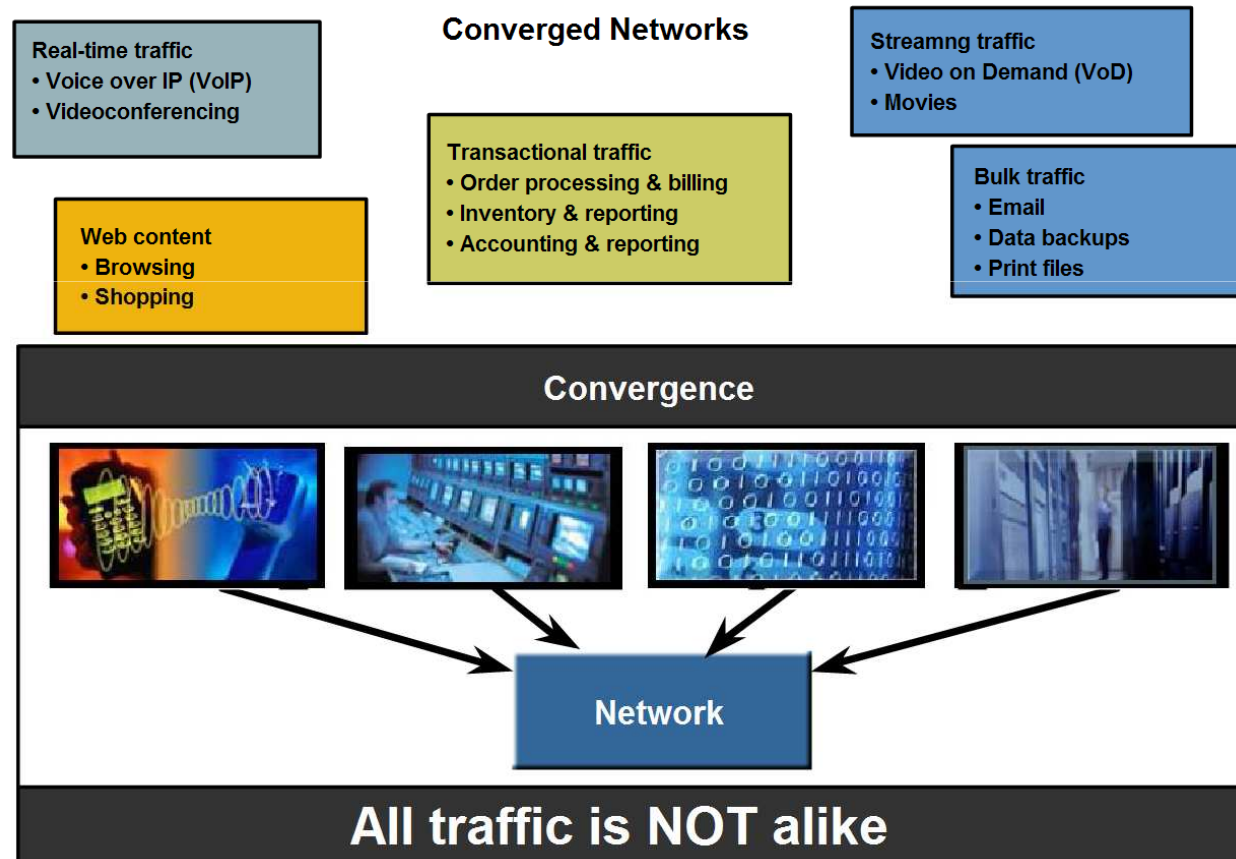 Converged Networks
Real-time traffic
• Voice over IP (VoIP)
• Videoconferencing
Streamng traffic
• Video on Demand (VoD)
• Movies
Transactional traffic
• Order processing & billing
• Inventory & reporting
• Accounting & reporting
Bulk traffic
• Email
• Data backups
• Print files
Web content
• Browsing
• Shopping
Convergence
Network
All traffic is NOT alike